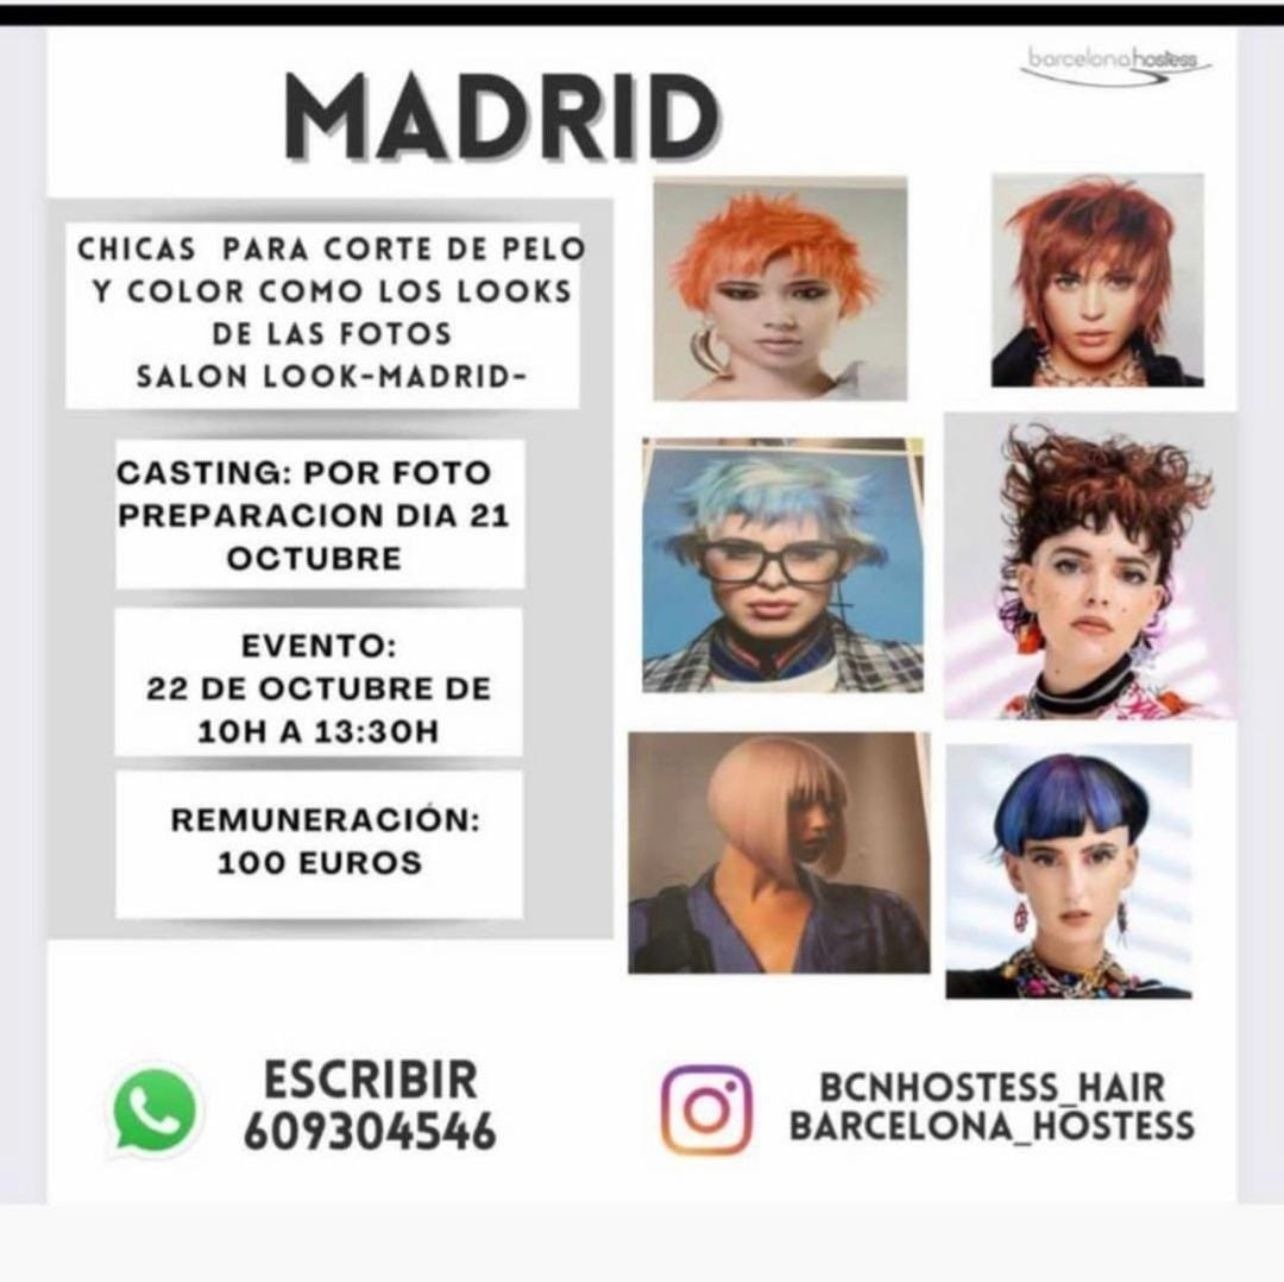 barcelonahostess
MADRID
CHICAS PARA CORTE DE PELO
Y COLOR COMO LOS LOOKS
DE LAS FOTOS
SALON LOOK-MADRID-
CASTING: POR FOTO
PREPARACION DIA 21
OCTUBRE
EVENTO:
22 DE OCTUBRE DE
10H A 13:30H
REMUNERACIÓN:
100 EUROS
ESCRIBIR
609304546
BCNHOSTESS_HAIR
BARCELONA_HOSTESS